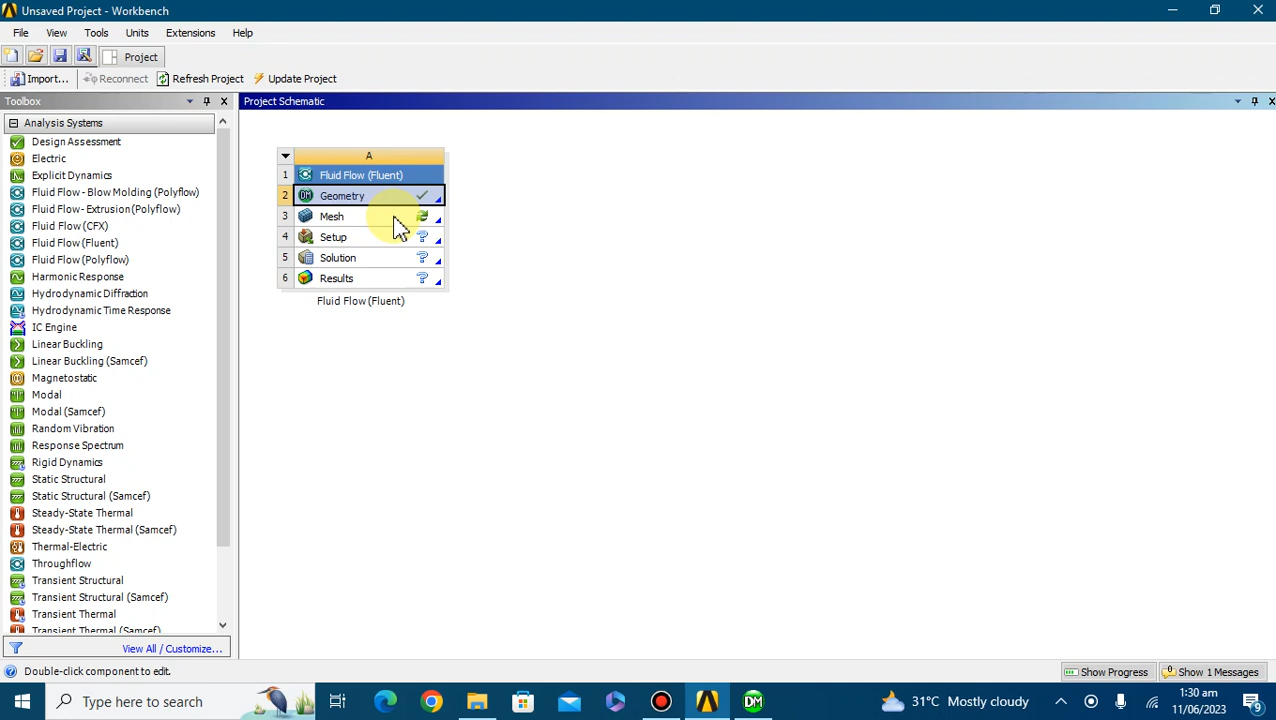 Unsaved Project - Workbench
File View Tools Units Extensions Help
Project
Import... Reconnect Refresh Project Update Project
Toolbox
Project Schematic
Analysis Systems
Design Assessment
Electric
Explicit Dynamics
Fluid Flow - Blow Molding (Polyflow)
Fluid Flow - Extrusion (Polyflow)
Fluid Flow (CFX)
Fluid Flow (Fluent)
Fluid Flow (Polyflow)
Harmonic Response
Hydrodynamic Diffraction
Hydrodynamic Time Response
IC Engine
Linear Buckling
Linear Buckling (Samcef)
Magnetostatic
Modal
Modal (Samcef)
Random Vibration
Response Spectrum
Rigid Dynamics
Static Structural
Static Structural (Samcef)
Steady-State Thermal
Steady-State Thermal (Samcef)
Thermal-Electric
Throughflow
Transient Structural
Transient Structural (Samcef)
Transient Thermal
Transient Thermal (Samcef)
View All / Customize...
A
1 Fluid Flow (Fluent)
2 DM Geometry
3 Mesh
4 Setup
5 Solution
6 Results
Fluid Flow (Fluent)
Double-click component to edit.
Show Progress
Show 1 Messages
Type here to search
DM
31°C Mostly cloudy
1:30 am
11/06/2023
9